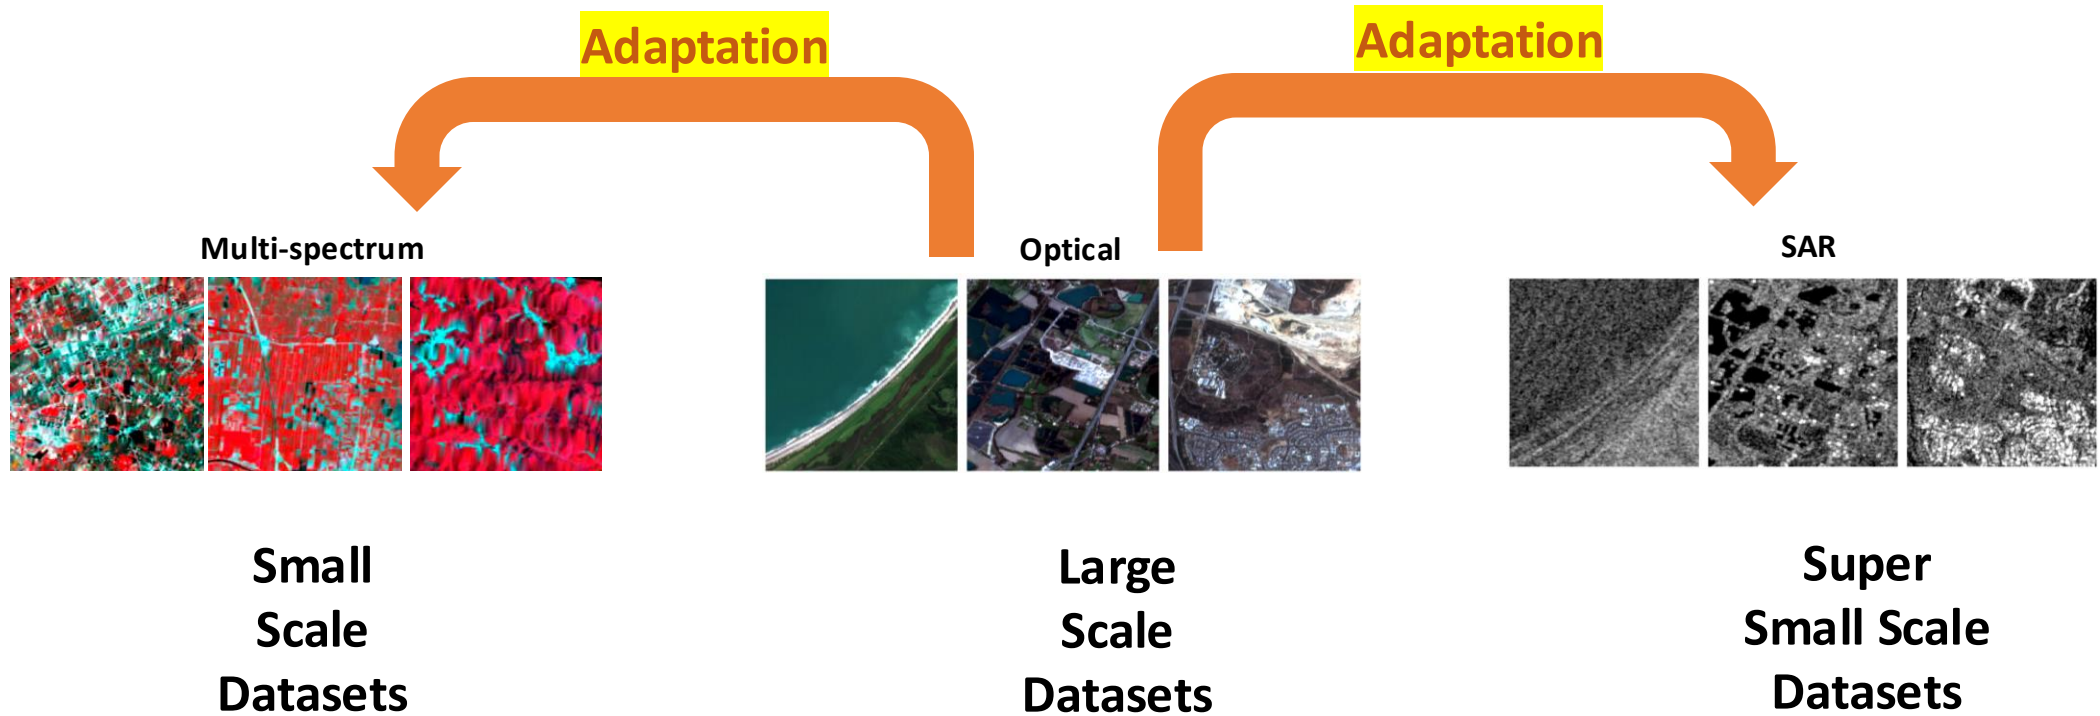 Adaptation
Adaptation
Multi-spectrum
Optical
SAR
Small
Scale
Datasets
Large
Scale
Datasets
Super
Small Scale
Datasets